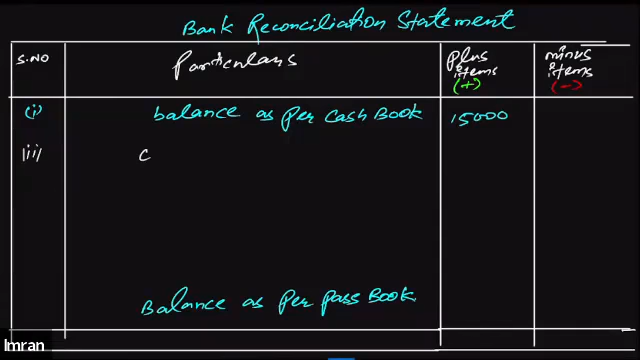 Bank Reconciliation Statement
S.NO Particulars plus items (+) minus items (-)
(i) balance as per cash Book 15000
(ii) C
Balance as per pass Book
Imran